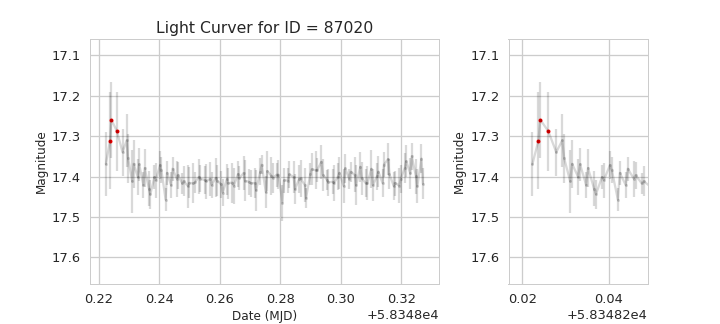 Light Curver for ID = 87020
17.1
17.2
17.3
17.4
17.5
17.6
Magnitude
0.22 0.24 0.26 0.28 0.30 0.32
Date (MJD)
+5.8348e4
17.1
17.2
17.3
17.4
17.5
17.6
Magnitude
0.02 0.04
+5.83482e4